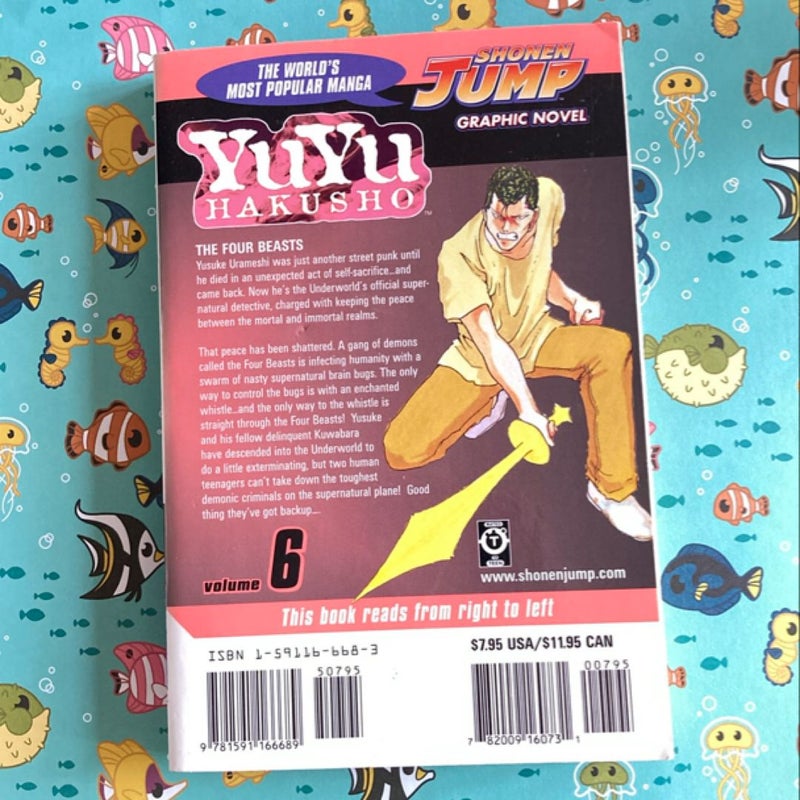 THE WORLD'S
MOST POPULAR MANGA
SHONEN
JUMP
GRAPHIC NOVEL
YuYu
HAKUSHO™
THE FOUR BEASTS
Yusuke Urameshi was just another street punk until
he died in an unexpected act of self-sacrifice...and
came back. Now he's the Underworld's official super-
natural detective, charged with keeping the peace
between the mortal and immortal realms.
That peace has been shattered. A gang of demons
called the Four Beasts is infecting humanity with a
swarm of nasty supernatural brain bugs. The only
way to control the bugs is with an enchanted
whistle...and the only way to the whistle is
straight through the Four Beasts! Yusuke
and his fellow delinquent Kuwabara
have descended into the Underworld to
do a little exterminating, but two human
teenagers can't take down the toughest
demonic criminals on the supernatural plane! Good
thing they've got backup....
volume 6
RATED
T
TEEN
www.shonenjump.com
This book reads from right to left
ISBN 1-59116-668-3
50795
9 781591 166689
$7.95 USA/$11.95 CAN
00795
7 82009 16073 1